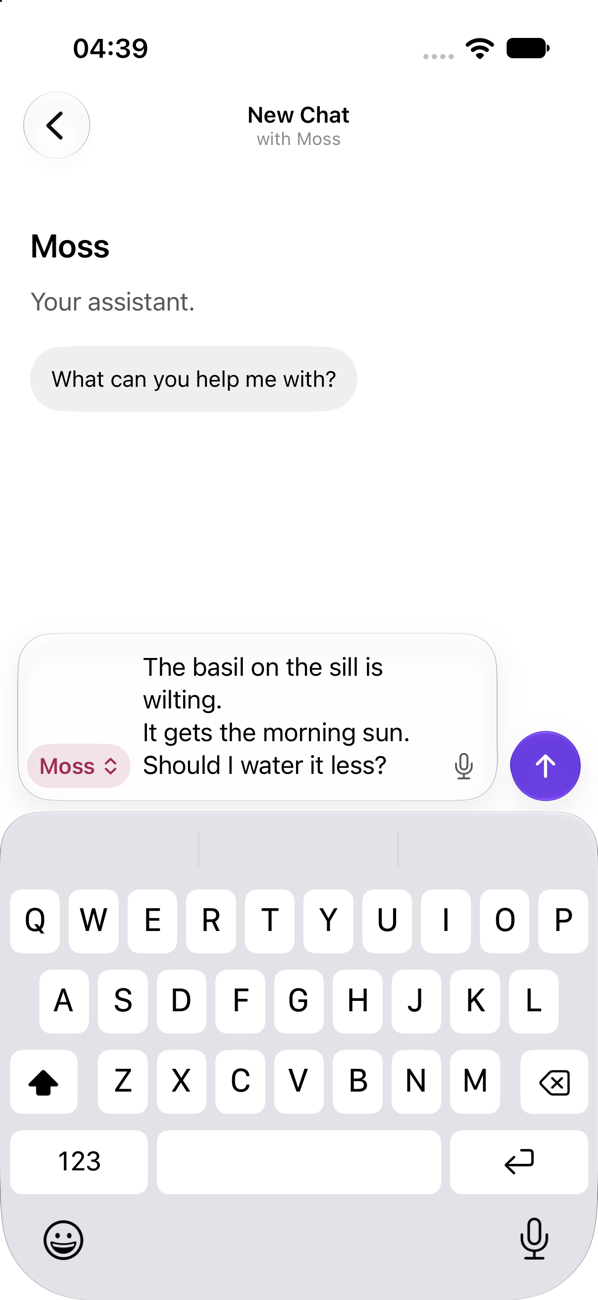 04:39
New Chat
with Moss
Moss
Your assistant.
What can you help me with?
The basil on the sill is
wilting.
It gets the morning sun.
Moss Should I water it less?
Q W E R T Y U I O P
A S D F G H J K L
Z X C V B N M
123